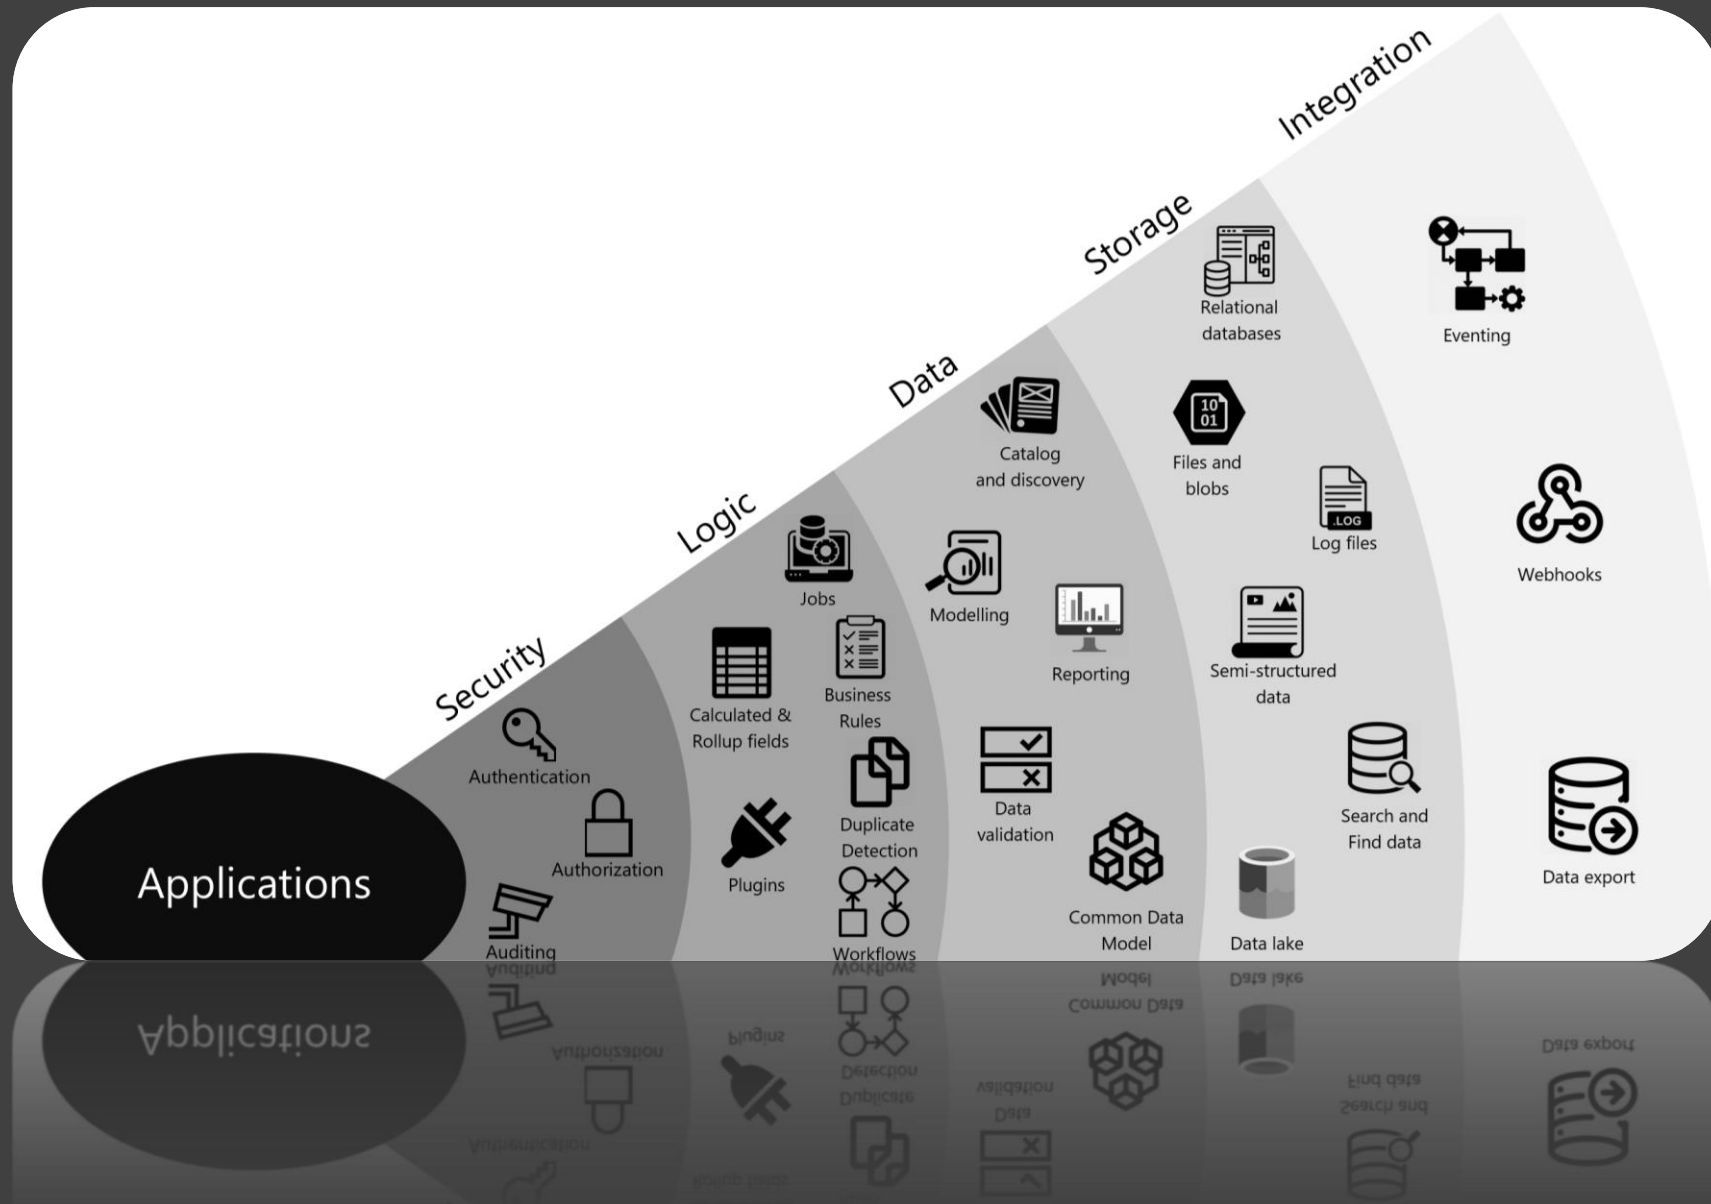 Applications
Security
Authentication
Authorization
Auditing
Logic
Jobs
Calculated &
Rollup fields
Business
Rules
Plugins
Duplicate
Detection
Workflows
Data
Catalog
and discovery
Modelling
Reporting
Data
validation
Common Data
Model
Storage
Relational
databases
Files and
blobs
10
01
.LOG
Log files
Semi-structured
data
Search and
Find data
Data lake
Integration
Eventing
Webhooks
Data export